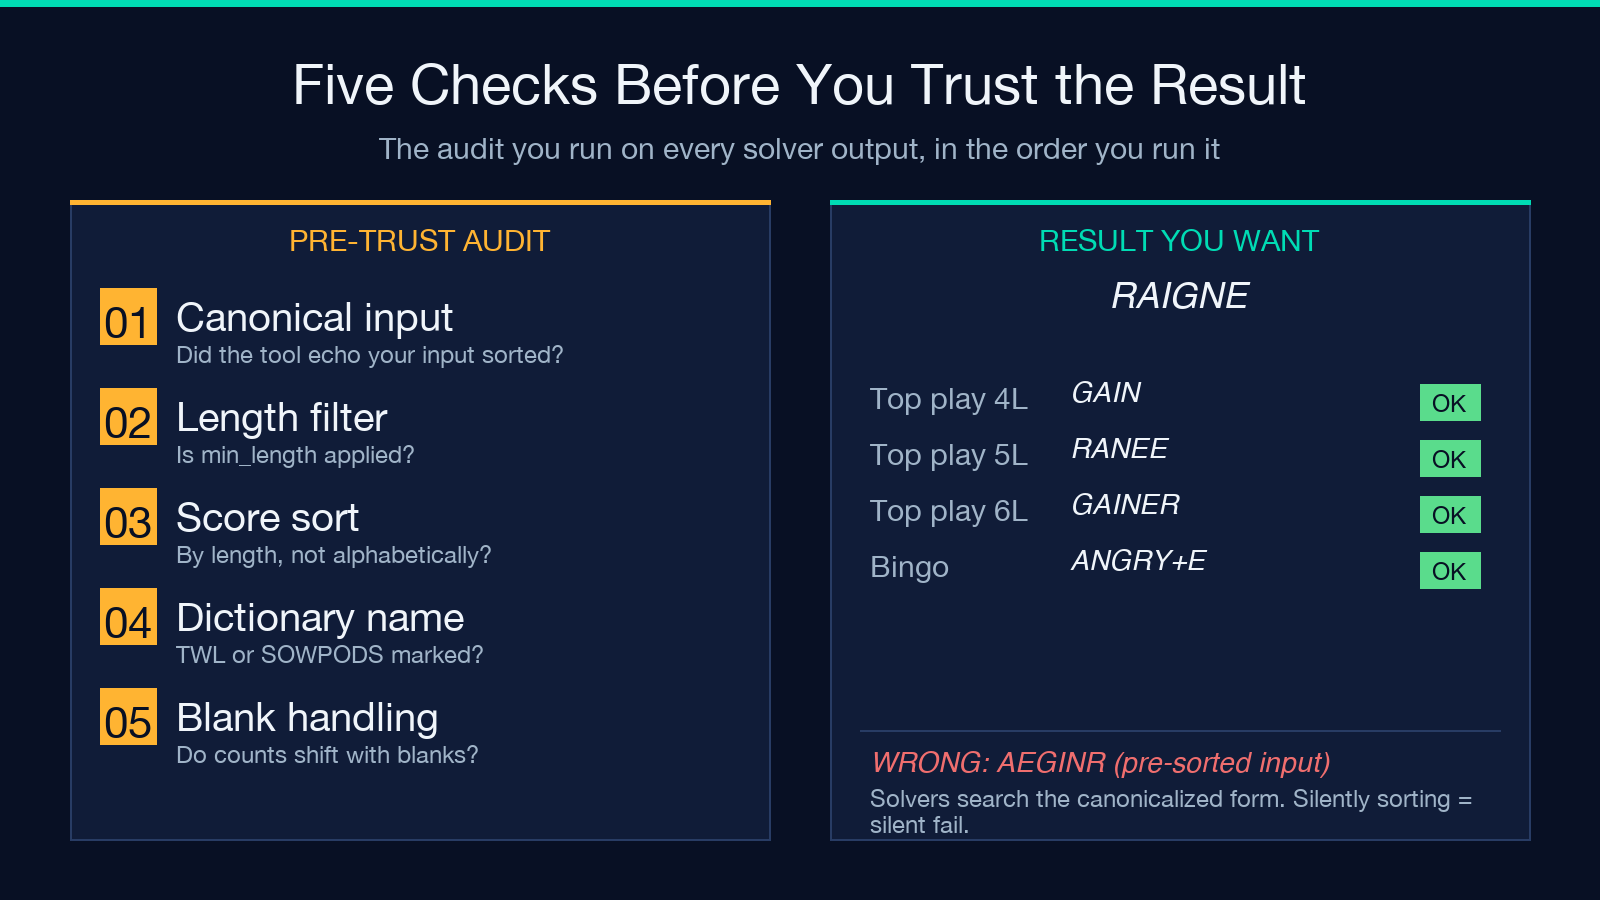 Five Checks Before You Trust the Result
The audit you run on every solver output, in the order you run it
PRE-TRUST AUDIT
01
Canonical input
Did the tool echo your input sorted?
02
Length filter
Is min_length applied?
03
Score sort
By length, not alphabetically?
04
Dictionary name
TWL or SOWPODS marked?
05
Blank handling
Do counts shift with blanks?
RESULT YOU WANT
RAIGNE
Top play 4L GAIN OK
Top play 5L RANEE OK
Top play 6L GAINER OK
Bingo ANGRY+E OK
WRONG: AEGINR (pre-sorted input)
Solvers search the canonicalized form. Silently sorting =
silent fail.